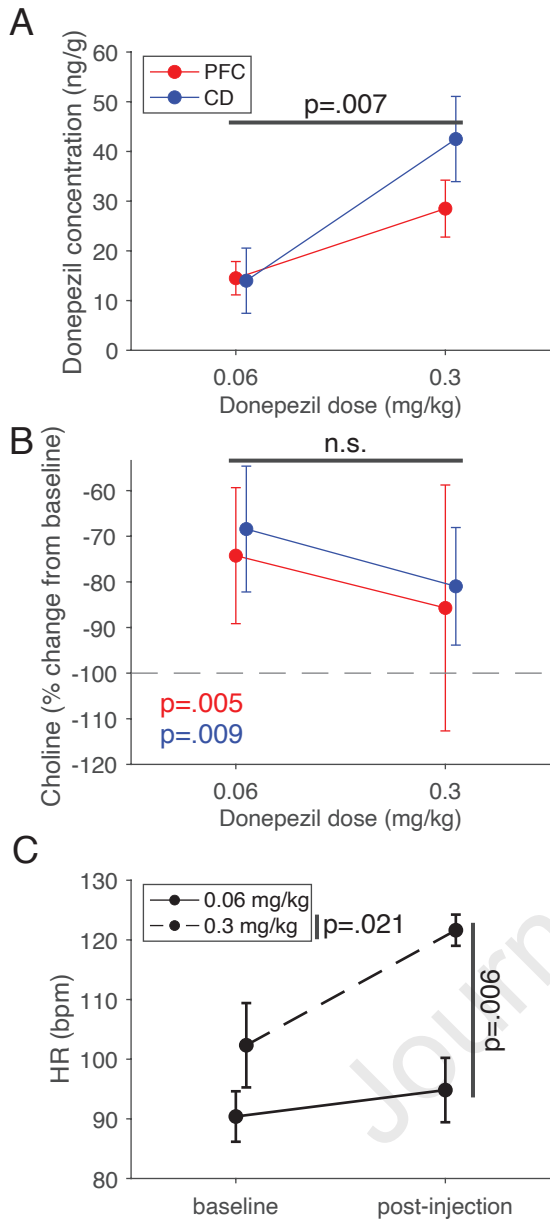 A
Donepezil concentration (ng/g)
60
50
40
30
20
10
0
PFC
CD
p=.007
0.06
0.3
Donepezil dose (mg/kg)
B
Choline (% change from baseline)
n.s.
-60
-70
-80
-90
-100
-110
-120
p=.005
p=.009
0.06
0.3
Donepezil dose (mg/kg)
C
HR (bpm)
130
120
110
100
90
80
0.06 mg/kg
0.3 mg/kg
p=.021
p=.006
baseline
post-injection
Journ